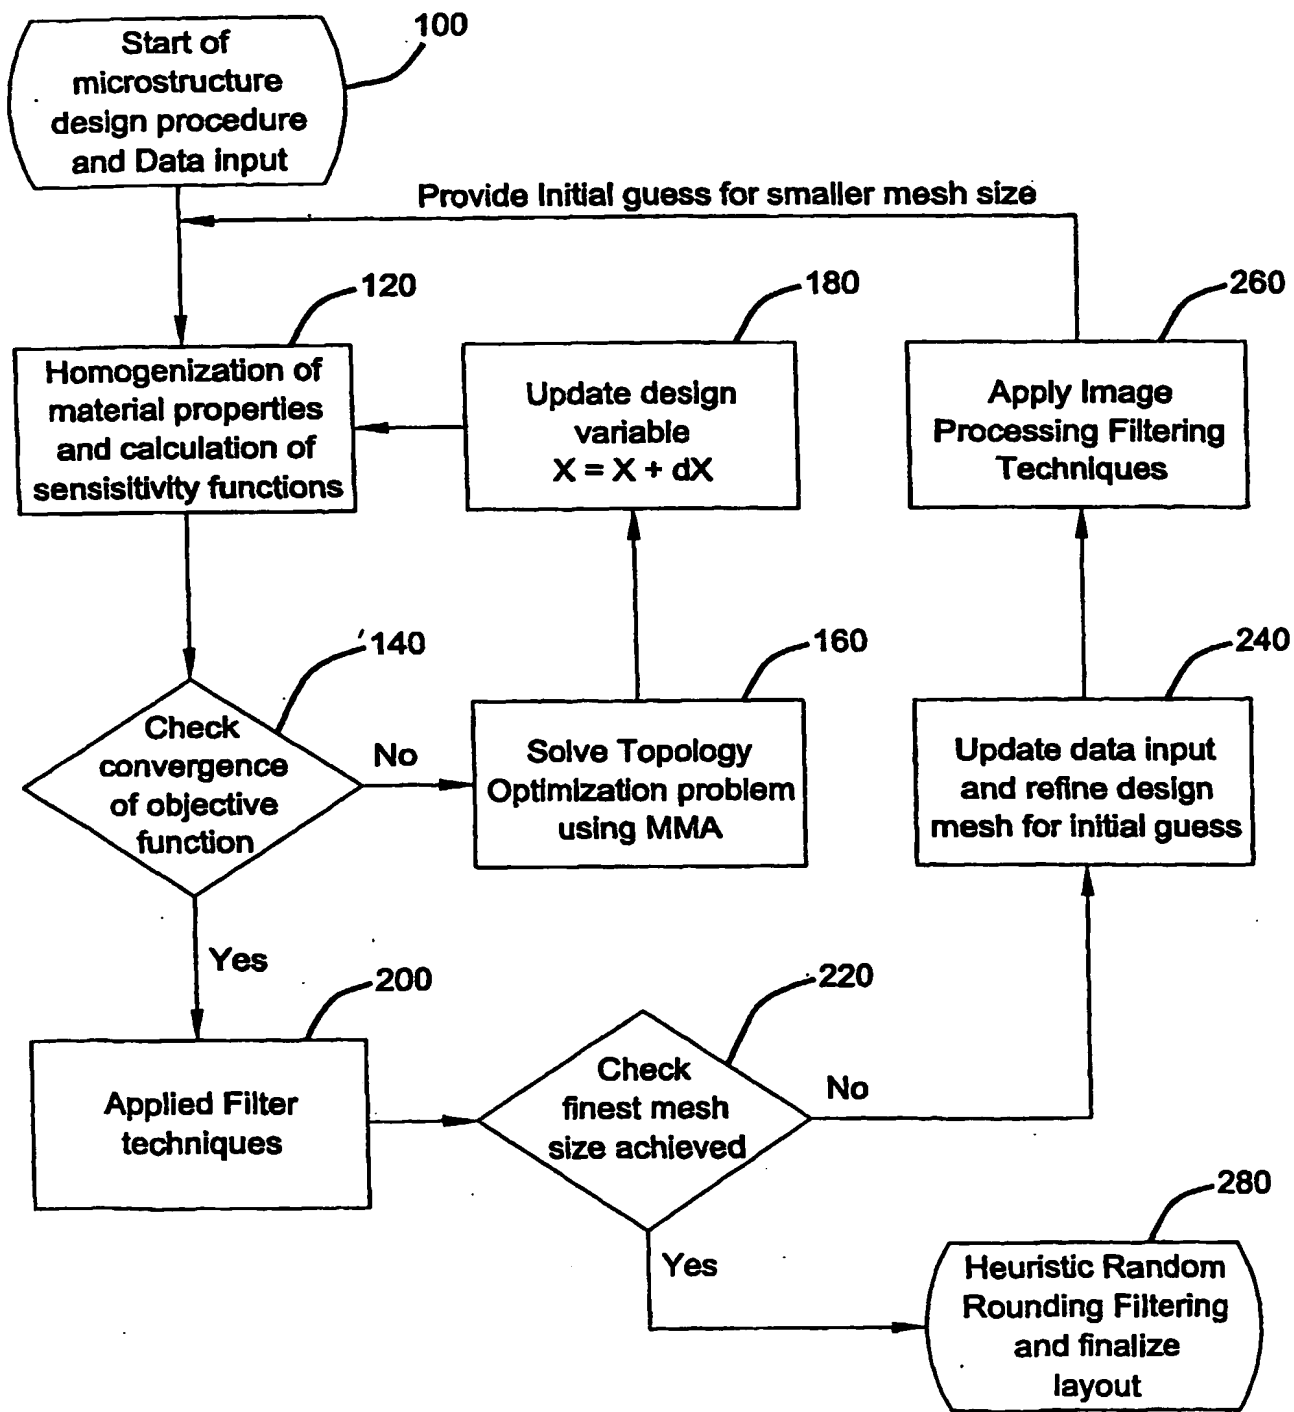 Start of
microstructure
design procedure
and Data input
100
Provide Initial guess for smaller mesh size
120
Homogenization of
material properties
and calculation of
sensisitivity functions
180
Update design
variable
X = X + dX
260
Apply Image
Processing Filtering
Techniques
140
Check
convergence
of objective
function
No
160
Solve Topology
Optimization problem
using MMA
240
Update data input
and refine design
mesh for initial guess
Yes
200
Applied Filter
techniques
220
Check
finest mesh
size achieved
No
Yes
280
Heuristic Random
Rounding Filtering
and finalize
layout